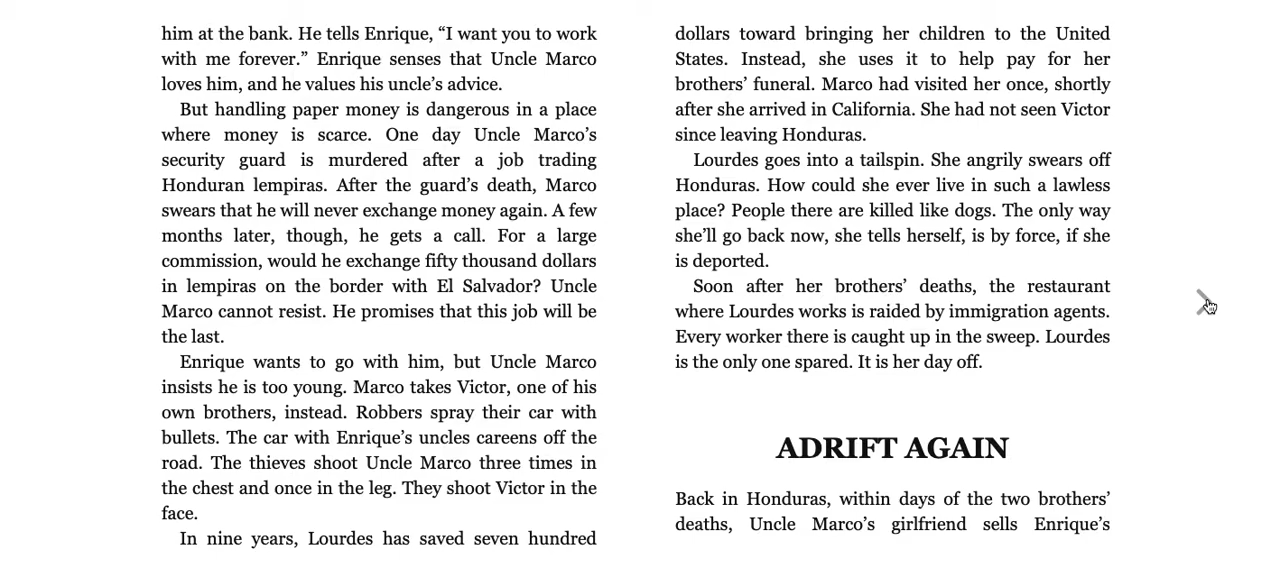 him at the bank. He tells Enrique, “I want you to work
with me forever.” Enrique senses that Uncle Marco
loves him, and he values his uncle’s advice.
But handling paper money is dangerous in a place
where money is scarce. One day Uncle Marco’s
security guard is murdered after a job trading
Honduran lempiras. After the guard’s death, Marco
swears that he will never exchange money again. A few
months later, though, he gets a call. For a large
commission, would he exchange fifty thousand dollars
in lempiras on the border with El Salvador? Uncle
Marco cannot resist. He promises that this job will be
the last.
Enrique wants to go with him, but Uncle Marco
insists he is too young. Marco takes Victor, one of his
own brothers, instead. Robbers spray their car with
bullets. The car with Enrique’s uncles careens off the
road. The thieves shoot Uncle Marco three times in
the chest and once in the leg. They shoot Victor in the
face.
In nine years, Lourdes has saved seven hundred
dollars toward bringing her children to the United
States. Instead, she uses it to help pay for her
brothers’ funeral. Marco had visited her once, shortly
after she arrived in California. She had not seen Victor
since leaving Honduras.
Lourdes goes into a tailspin. She angrily swears off
Honduras. How could she ever live in such a lawless
place? People there are killed like dogs. The only way
she’ll go back now, she tells herself, is by force, if she
is deported.
Soon after her brothers’ deaths, the restaurant
where Lourdes works is raided by immigration agents.
Every worker there is caught up in the sweep. Lourdes
is the only one spared. It is her day off.
ADRIFT AGAIN
Back in Honduras, within days of the two brothers’
deaths, Uncle Marco’s girlfriend sells Enrique’s